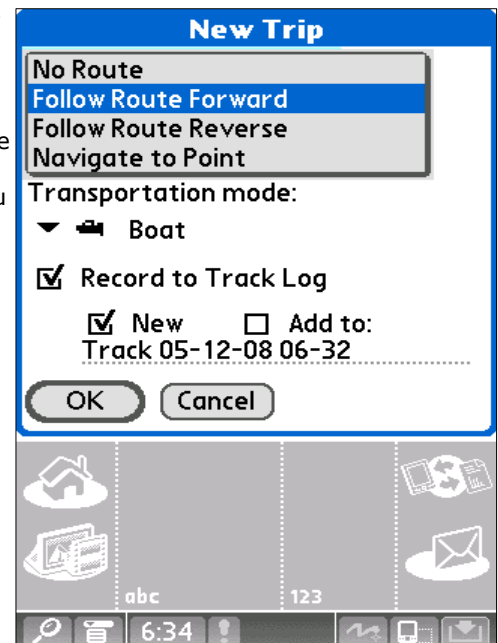 New Trip
No Route
Follow Route Forward
Follow Route Reverse
Navigate to Point
Transportation mode:
Boat
Record to Track Log
New Add to:
Track 05-12-08 06-32
OK Cancel
abc 123
6:34